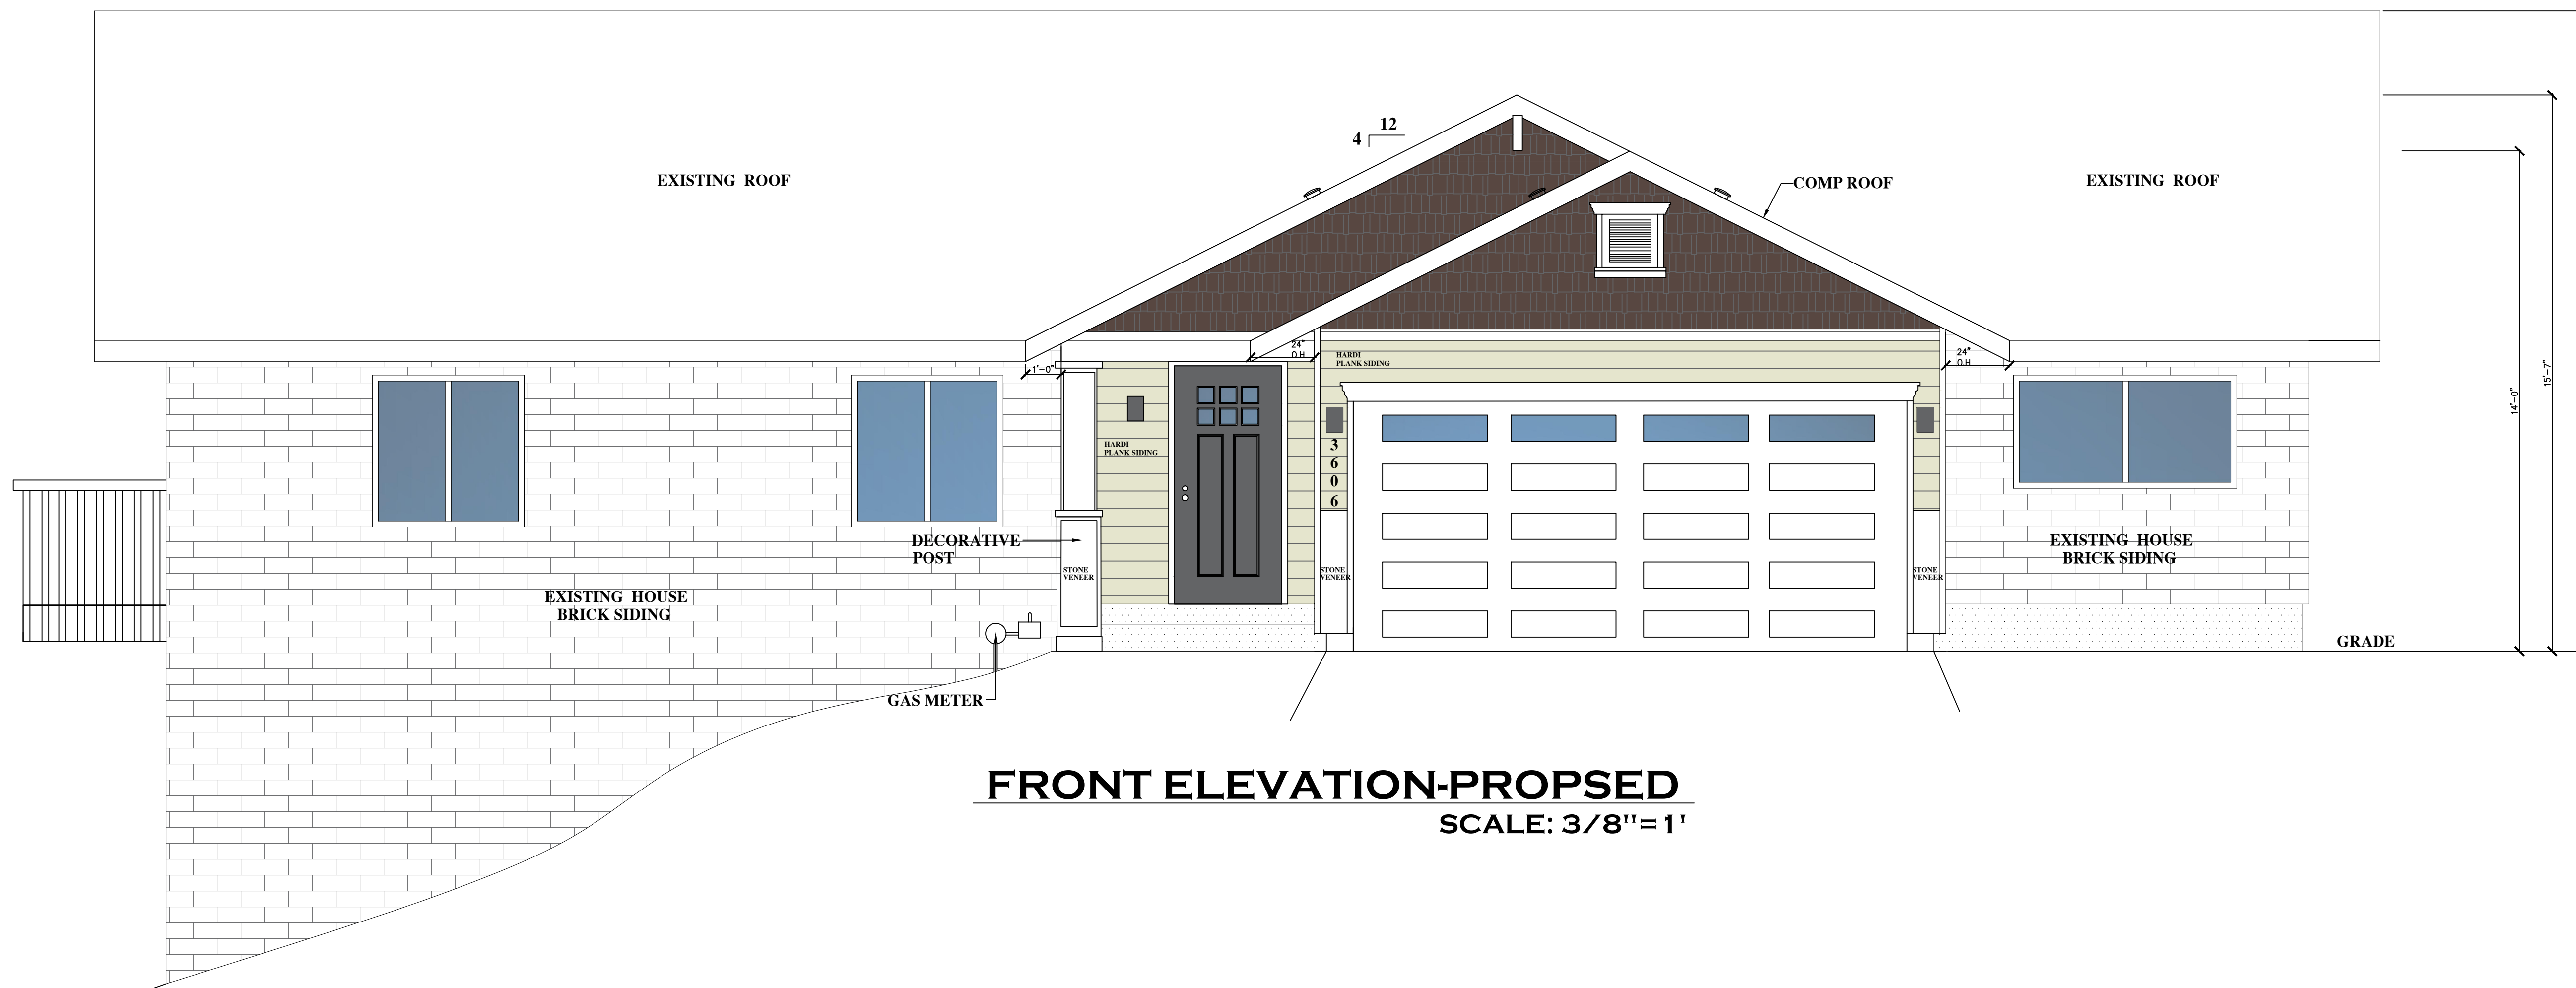 12
4
EXISTING ROOF
COMP ROOF
EXISTING ROOF
24"
O.H
HARDI
PLANK SIDING
24"
O.H
1'-0"
15'-7"
14'-0"
HARDI
PLANK SIDING
3
6
0
6
DECORATIVE
POST
STONE
VENEER
STONE
VENEER
STONE
VENEER
EXISTING HOUSE
BRICK SIDING
EXISTING HOUSE
BRICK SIDING
GRADE
GAS METER
FRONT ELEVATION-PROPSED
SCALE: 3/8"=1'